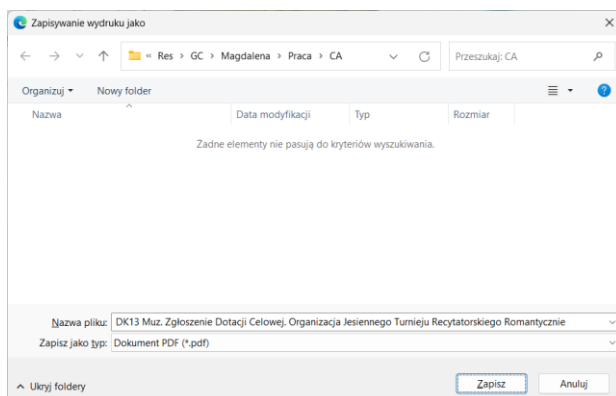 Zapisywanie wydruku jako
« Res > GC > Magdalena > Praca > CA
Przeszukaj: CA
Organizuj Nowy folder
Nazwa Data modyfikacji Typ Rozmiar
Żadne elementy nie pasują do kryteriów wyszukiwania.
Nazwa pliku: DK13 Muz. Zgłoszenie Dotacji Celowej. Organizacja Jesiennego Turnieju Recytatorskiego Romantycznie
Zapisz jako typ: Dokument PDF (*.pdf)
Ukryj foldery Zapisz Anuluj